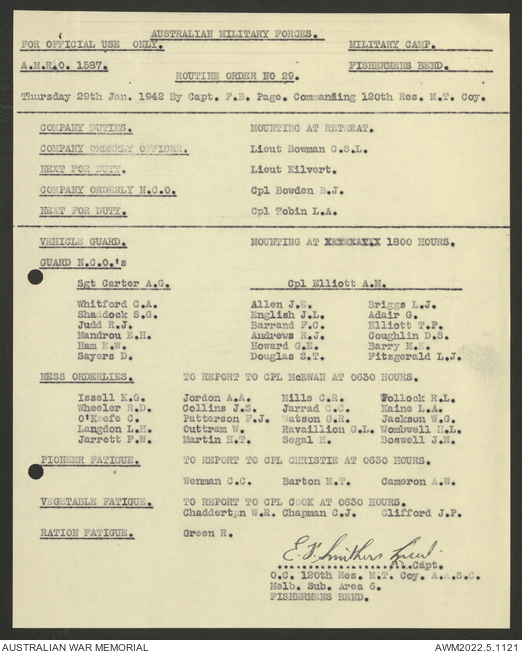 AUSTRALIAN MILITARY FORCES.
FOR OFFICIAL USE ONLY. MILITARY CAMP.
A.M.R.O. 1587. FISHERMENS BEND.
ROUTINE ORDER NO 29.
Thursday 29th Jan. 1942 By Capt. F.B. Page. Commanding 120th Res. M.T. Coy.
COMPANY DUTIES. MOUNTING AT RETREAT.
COMPANY ORDERLY OFFICER. Lieut Bowman C.S.L.
NEXT FOR DUTY. Lieut Kilvert.
COMPANY ORDERLY N.C.O. Cpl Bowden B.J.
NEXT FOR DUTY. Cpl Tobin L.A.
VEHICLE GUARD. MOUNTING AT 1800 HOURS.
GUARD N.C.O.'s
Sgt Carter A.G. Cpl Elliott A.M.
Whitford C.A. Allen J.E. Briggs L.J.
Shaddock S.G. English J.L. Adair G.
Judd R.J. Barrand F.C. Elliott T.P.
Mandrou E.H. Andrews R.J. Coughlin D.S.
Ham E.W. Howard G.E. Barry M.K.
Sayers D. Douglas S.T. Fitzgerald L.J.
MESS ORDERLIES. TO REPORT TO CPL McEWAN AT 0630 HOURS.
Issell K.G. Jordon A.A. Mills C.R. Pollock R.L.
Wheeler R.D. Collins J.S. Jarrad C.C. Kaine L.A.
O'Keefe C. Patterson F.J. Watson G.R. Jackson W.G.
Langdon L.H. Outtram W. Ravaillion G.L. Wombwell H.L.
Jarrett F.W. Martin H.T. Segal H. Boswell J.M.
PIONEER FATIGUE. TO REPORT TO CPL CHRISTIE AT 0630 HOURS.
Wenman C.C. Barton M.T. Cameron A.W.
VEGETABLE FATIGUE. TO REPORT TO CPL COOK AT 0630 HOURS.
Chadderton W.R. Chapman C.J. Clifford J.P.
RATION FATIGUE. Green R.
E. F. Smithers Lieut
Capt.
O.C. 120th Res. M.T. Coy. A.A.S.C.
Melb. Sub. Area 6.
FISHERMENS BEND.
AUSTRALIAN WAR MEMORIAL AWM2022.5.1121